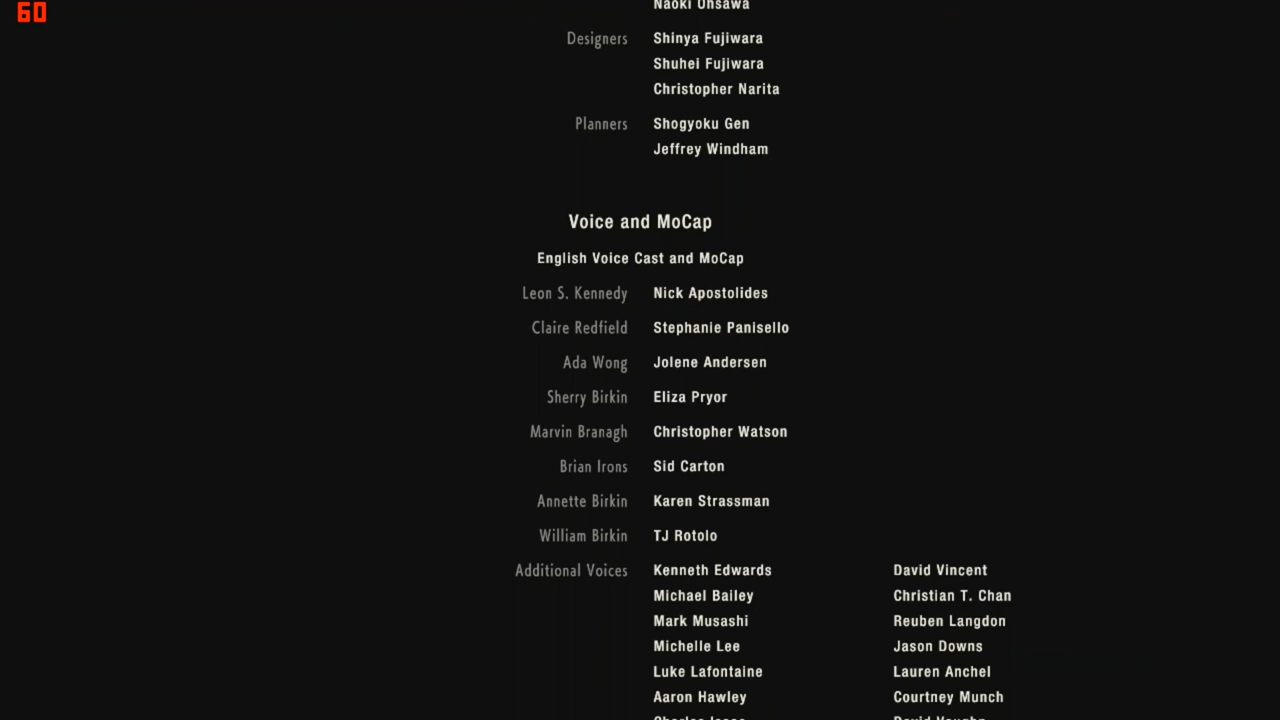 60
Naoki Ohsawa
Designers Shinya Fujiwara
Shuhei Fujiwara
Christopher Narita
Planners Shogyoku Gen
Jeffrey Windham
Voice and MoCap
English Voice Cast and MoCap
Leon S. Kennedy Nick Apostolides
Claire Redfield Stephanie Panisello
Ada Wong Jolene Andersen
Sherry Birkin Eliza Pryor
Marvin Branagh Christopher Watson
Brian Irons Sid Carton
Annette Birkin Karen Strassman
William Birkin TJ Rotolo
Additional Voices Kenneth Edwards David Vincent
Michael Bailey Christian T. Chan
Mark Musashi Reuben Langdon
Michelle Lee Jason Downs
Luke Lafontaine Lauren Anchel
Aaron Hawley Courtney Munch
Charles David Vaughn